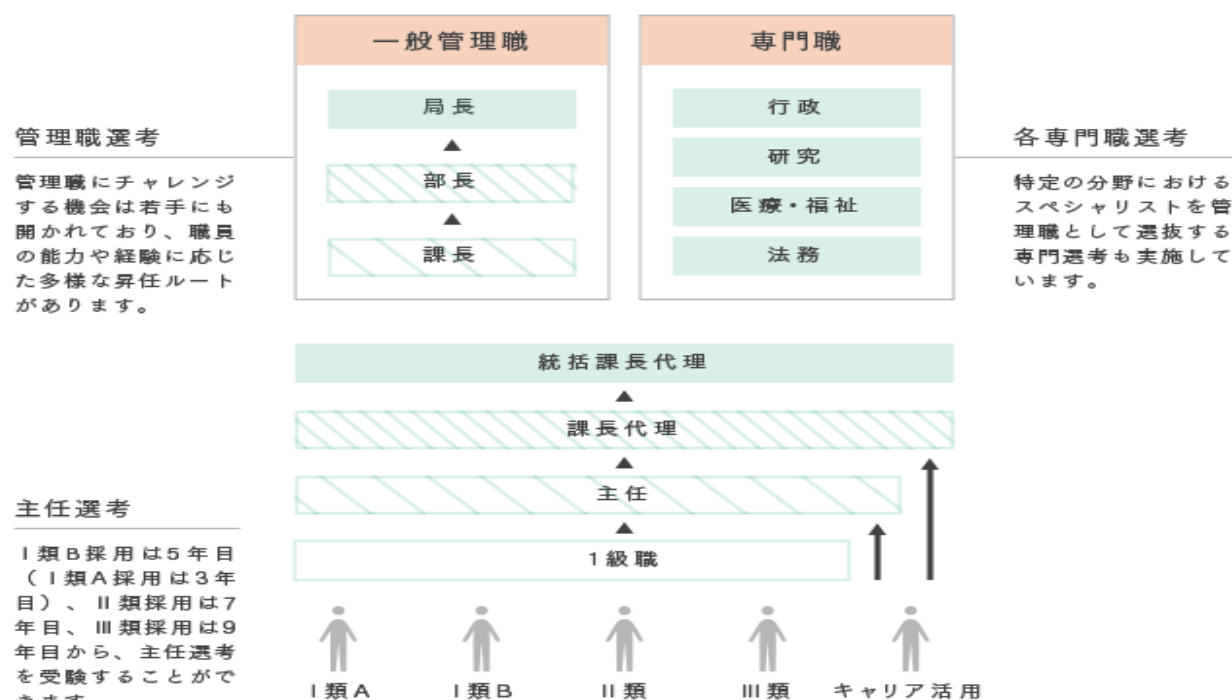 一般管理職
局長
部長
課長
専門職
行政
研究
医療・福祉
法務
管理職選考
管理職にチャレンジ
する機会は若手にも
開かれており、職員
の能力や経験に応じ
た多様な昇任ルート
があります。
各専門職選考
特定の分野における
スペシャリストを管
理職として選抜する
専門選考も実施して
います。
統括課長代理
課長代理
主任
1級職
主任選考
I類B採用は5年目
(I類A採用は3年
目)、II類採用は7
年目、III類採用は9
年目から、主任選考
を受験することがで
きます。
I類A
I類B
II類
III類
キャリア活用